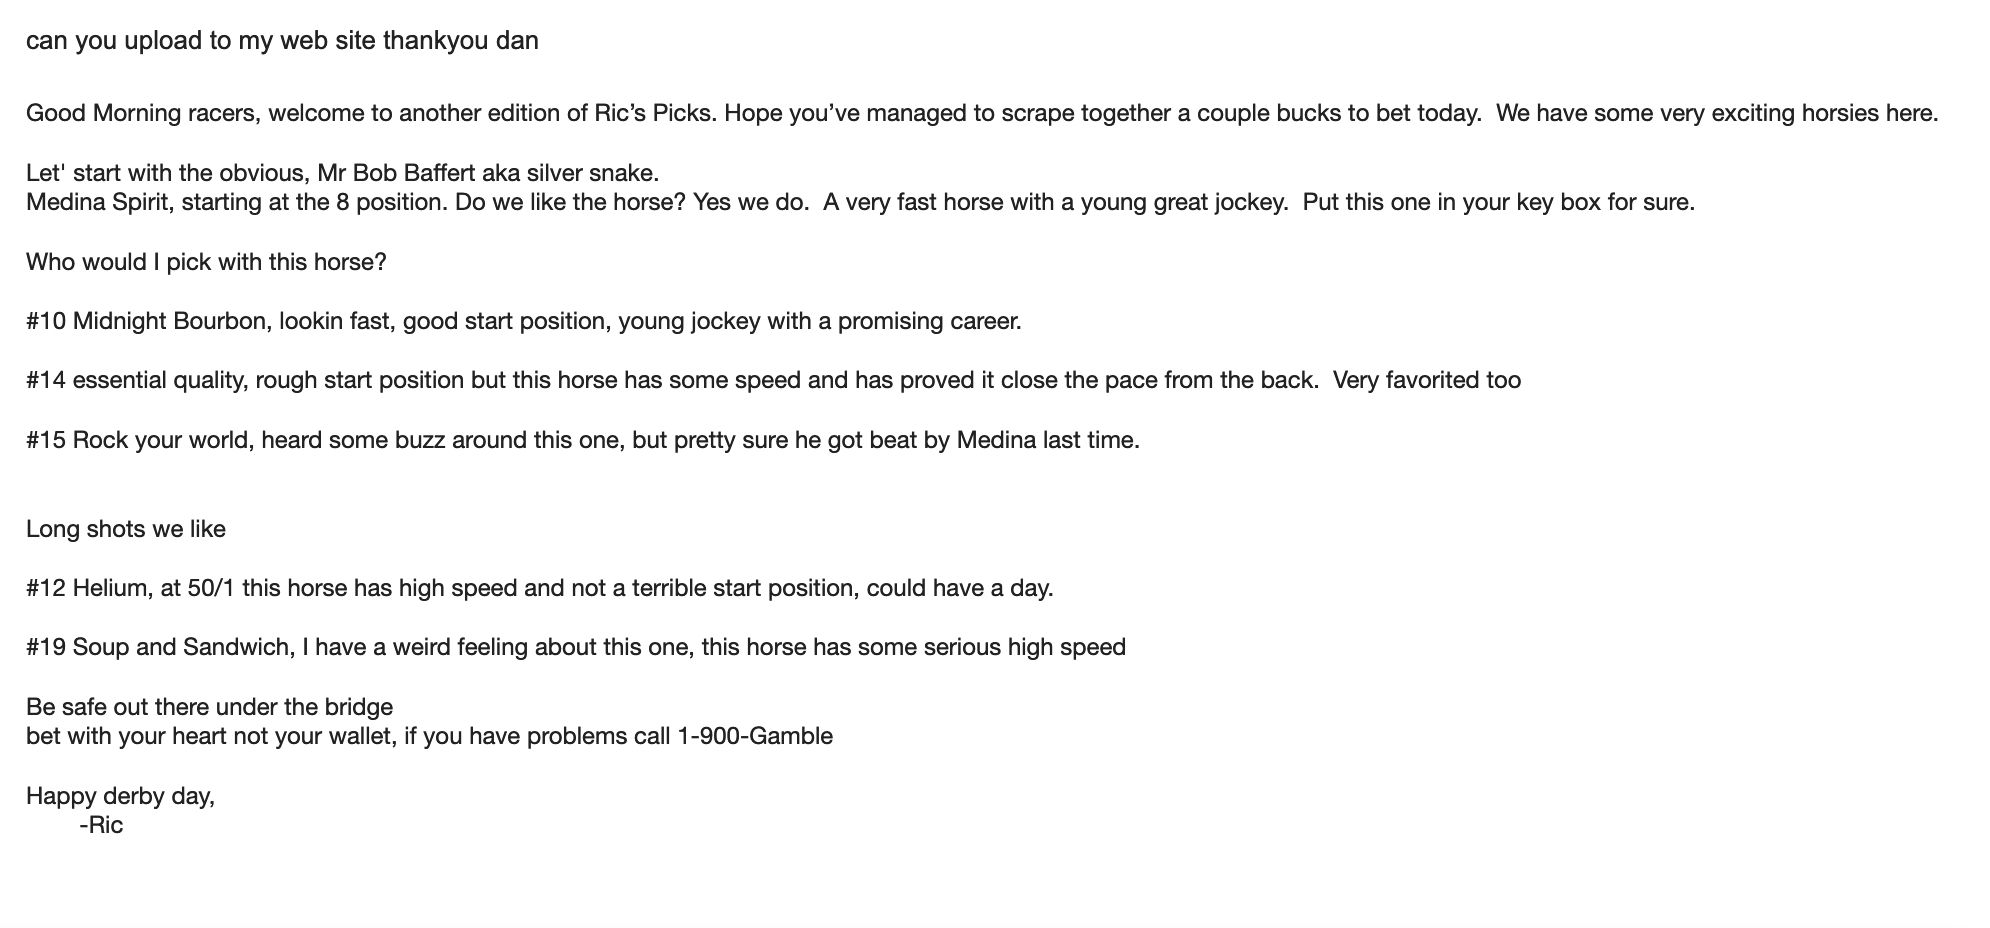 can you upload to my web site thankyou dan
Good Morning racers, welcome to another edition of Ric’s Picks. Hope you’ve managed to scrape together a couple bucks to bet today.  We have some very exciting horsies here.
Let' start with the obvious, Mr Bob Baffert aka silver snake.
Medina Spirit, starting at the 8 position. Do we like the horse? Yes we do.  A very fast horse with a young great jockey.  Put this one in your key box for sure.
Who would I pick with this horse?
#10 Midnight Bourbon, lookin fast, good start position, young jockey with a promising career.
#14 essential quality, rough start position but this horse has some speed and has proved it close the pace from the back.  Very favorited too
#15 Rock your world, heard some buzz around this one, but pretty sure he got beat by Medina last time.
Long shots we like
#12 Helium, at 50/1 this horse has high speed and not a terrible start position, could have a day.
#19 Soup and Sandwich, I have a weird feeling about this one, this horse has some serious high speed
Be safe out there under the bridge
bet with your heart not your wallet, if you have problems call 1-900-Gamble
Happy derby day,
-Ric